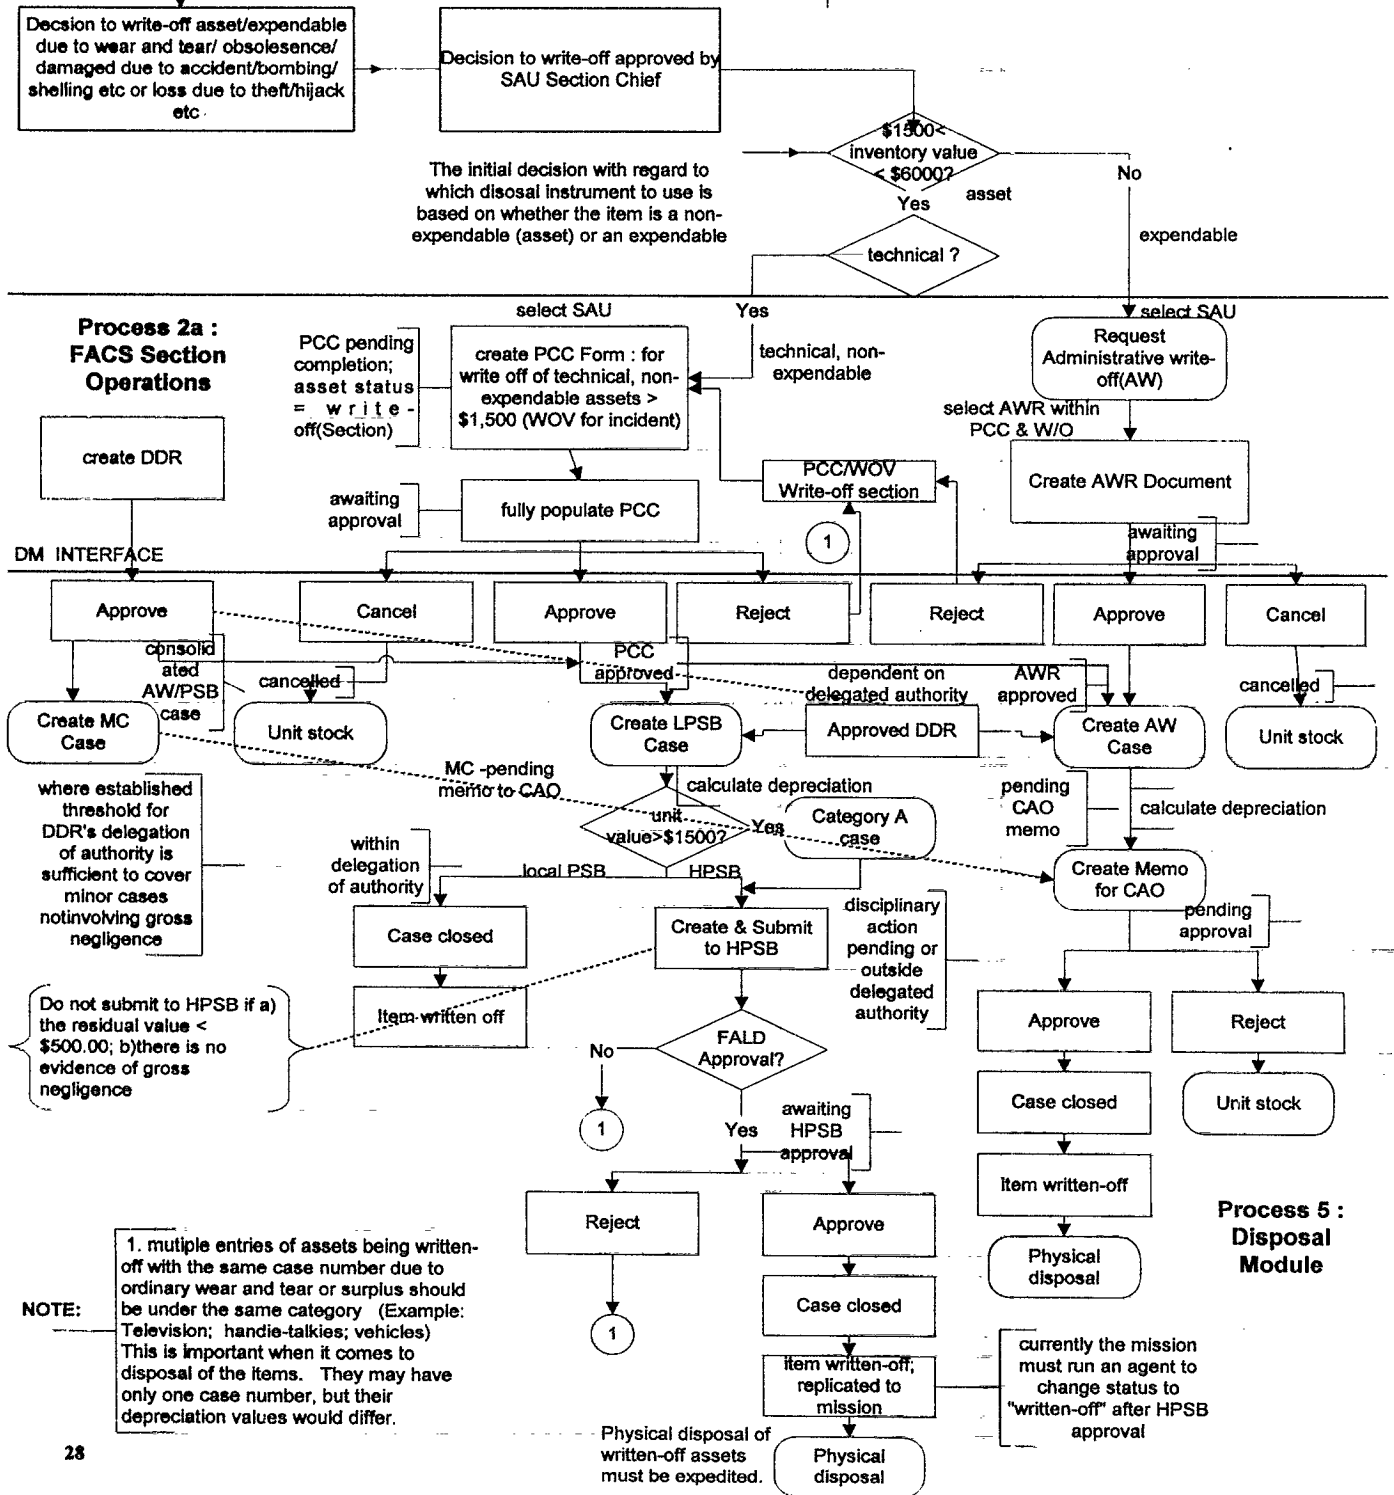 Decsion to write-off asset/expendable
due to wear and tear/ obsolesence/
damaged due to accident/bombing/
shelling etc or loss due to theft/hijack
etc
Decision to write-off approved by
SAU Section Chief
$1500<
inventory value
< $6000?
The initial decision with regard to
which disosal instrument to use is
based on whether the item is a non-
expendable (asset) or an expendable
asset
No
Yes
technical ?
expendable
Process 2a :
FACS Section
Operations
select SAU
Yes
select SAU
PCC pending
completion;
asset status
= write-
off(Section)
create PCC Form : for
write off of technical, non-
expendable assets >
$1,500 (WOV for incident)
technical, non-
expendable
Request
Administrative write-
off(AW)
select AWR within
PCC & W/O
create DDR
awaiting
approval
fully populate PCC
PCC/WOV
Write-off section
1
Create AWR Document
awaiting
approval
DM INTERFACE
Approve
Cancel
Approve
Reject
Reject
Approve
Cancel
consolid
ated
AW/PSB
case
cancelled
PCC
approved
dependent on
delegated authority
AWR
approved
cancelled
Create MC
Case
Unit stock
Create LPSB
Case
Approved DDR
Create AW
Case
Unit stock
MC -pending
memo to CAO
calculate depreciation
pending
CAO
memo
calculate depreciation
where established
threshold for
DDR's delegation
of authority is
sufficient to cover
minor cases
notinvolving gross
negligence
within
delegation
of authority
unit
value>$1500?
Yes
Category A
case
Create Memo
for CAO
local PSB
HPSB
pending
approval
Case closed
Create & Submit
to HPSB
disciplinary
action
pending or
outside
delegated
authority
Do not submit to HPSB if a)
the residual value <
$500.00; b)there is no
evidence of gross
negligence
Item written off
FALD
Approval?
No
Approve
Reject
1
Yes
awaiting
HPSB
approval
Case closed
Unit stock
Reject
Approve
Item written-off
Process 5 :
Disposal
Module
NOTE:
1. mutiple entries of assets being written-
off with the same case number due to
ordinary wear and tear or surplus should
be under the same category (Example:
Television; handie-talkies; vehicles)
This is important when it comes to
disposal of the items. They may have
only one case number, but their
depreciation values would differ.
1
Case closed
Physical
disposal
item written-off;
replicated to
mission
currently the mission
must run an agent to
change status to
"written-off" after HPSB
approval
Physical disposal of
written-off assets
must be expedited.
Physical
disposal
28